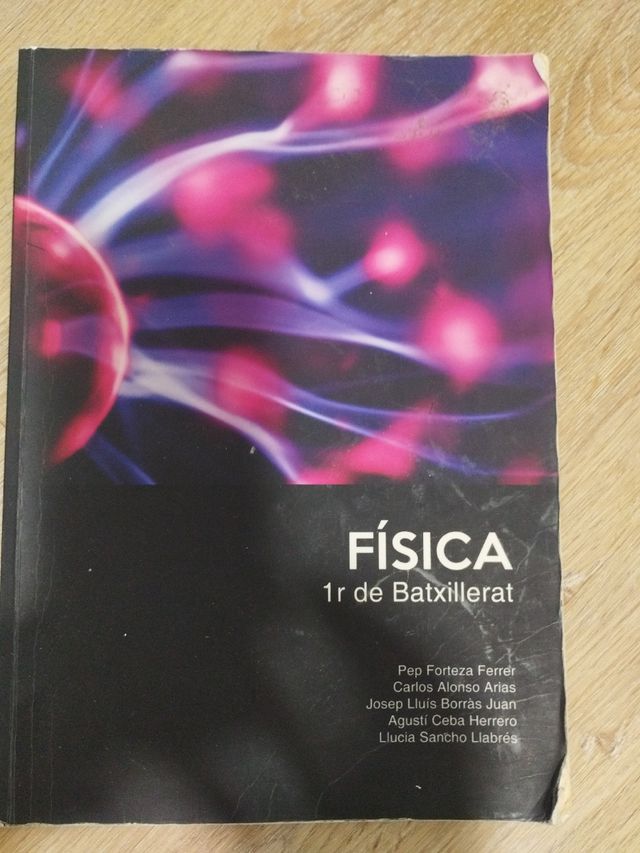 FÍSICA
1r de Batxillerat
Pep Forteza Ferrer
Carlos Alonso Arias
Josep Lluís Borràs Juan
Agustí Ceba Herrero
Llucia Sancho Llabrés